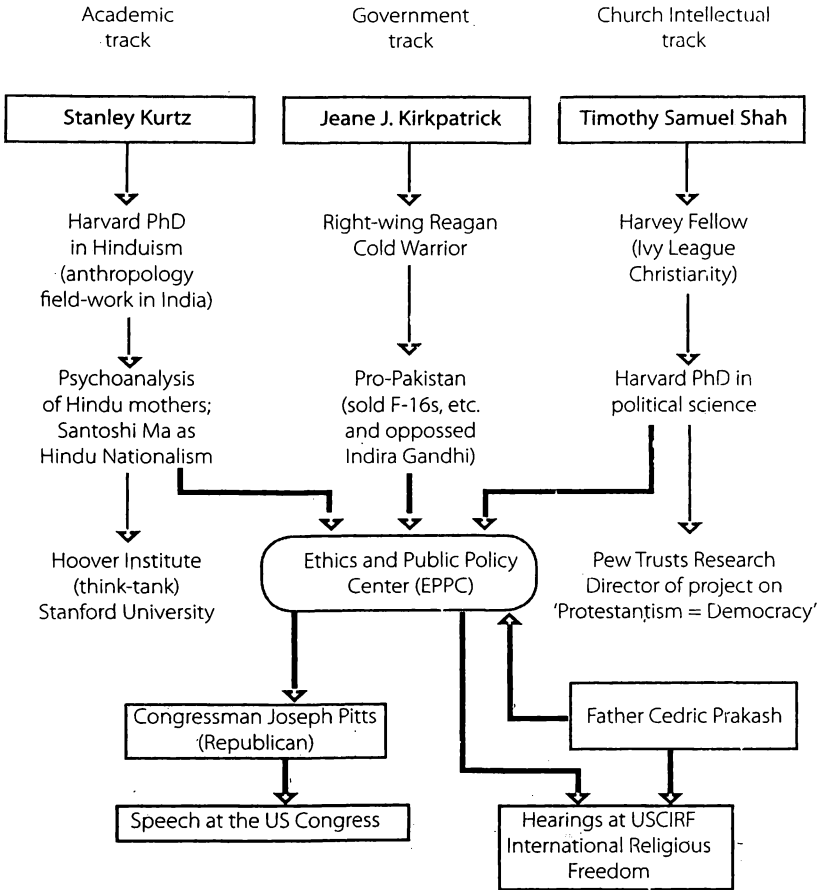 Academic
track
Government
track
Church Intellectual
track
Stanley Kurtz
Jeane J. Kirkpatrick
Timothy Samuel Shah
Harvard PhD
in Hinduism
(anthropology
field-work in India)
Right-wing Reagan
Cold Warrior
Harvey Fellow
(Ivy League
Christianity)
Psychoanalysis
of Hindu mothers;
Santoshi Ma as
Hindu Nationalism
Pro-Pakistan
(sold F-16s, etc.
and oppossed
Indira Gandhi)
Harvard PhD in
political science
Hoover Institute
(think-tank)
Stanford University
Ethics and Public Policy
Center (EPPC)
Pew Trusts Research
Director of project on
'Protestantism = Democracy'
Congressman Joseph Pitts
(Republican)
Father Cedric Prakash
Speech at the US Congress
Hearings at USCIRF
International Religious
Freedom